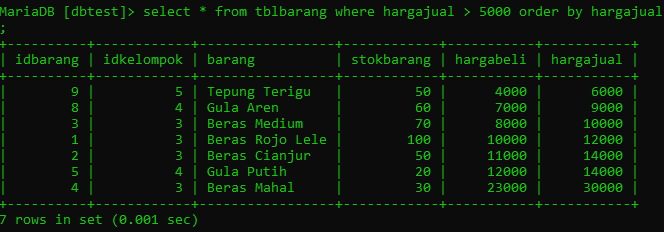 MariaDB [dbtest]> select * from tblbarang where hargajual > 5000 order by hargajual
;
+----------+------------+-----------------+------------+-----------+-----------+
| idbarang | idkelompok | barang          | stokbarang | hargabeli | hargajual |
+----------+------------+-----------------+------------+-----------+-----------+
|        9 |          5 | Tepung Terigu   |         50 |      4000 |      6000 |
|        8 |          4 | Gula Aren       |         60 |      7000 |      9000 |
|        3 |          3 | Beras Medium    |         70 |      8000 |     10000 |
|        1 |          3 | Beras Rojo Lele |        100 |     10000 |     12000 |
|        2 |          3 | Beras Cianjur   |         50 |     11000 |     14000 |
|        5 |          4 | Gula Putih      |         20 |     12000 |     14000 |
|        4 |          3 | Beras Mahal     |         30 |     23000 |     30000 |
+----------+------------+-----------------+------------+-----------+-----------+
7 rows in set (0.001 sec)